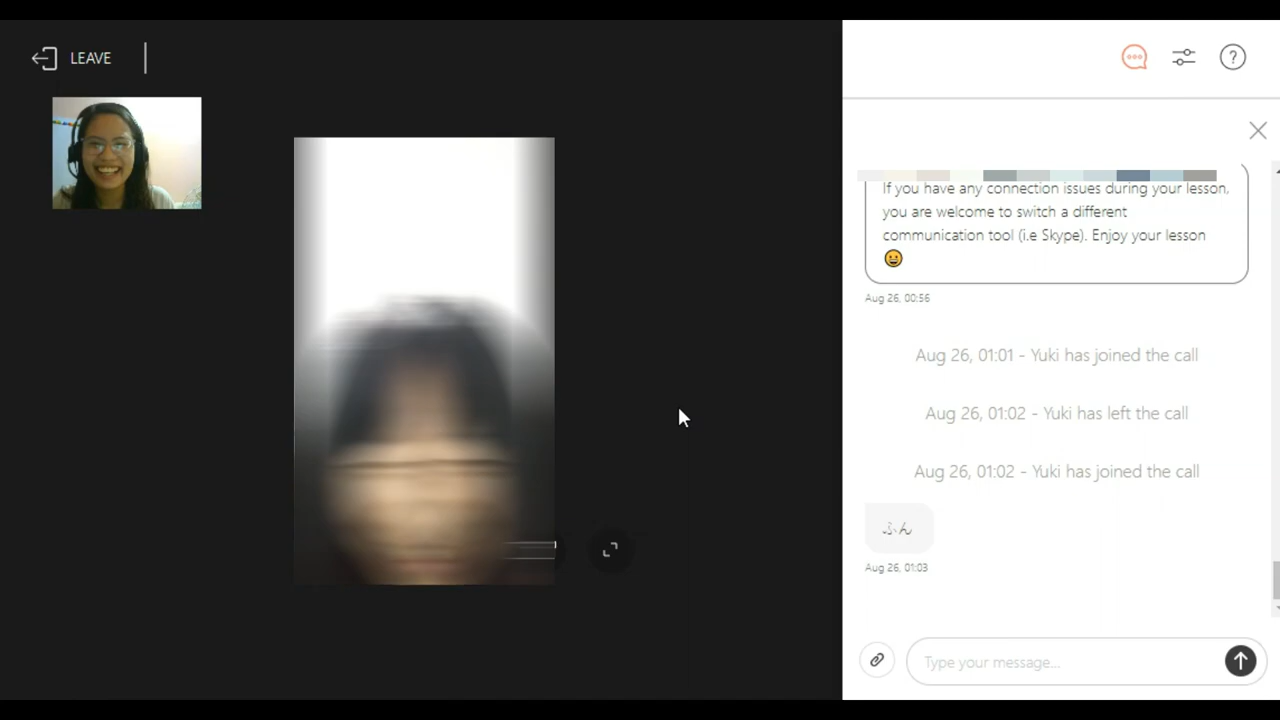 LEAVE
If you have any connection issues during your lesson,
you are welcome to switch a different
communication tool (i.e Skype). Enjoy your lesson
😀
Aug 26, 00:56
Aug 26, 01:01 - Yuki has joined the call
Aug 26, 01:02 - Yuki has left the call
Aug 26, 01:02 - Yuki has joined the call
ふん
Aug 26, 01:03
Type your message...